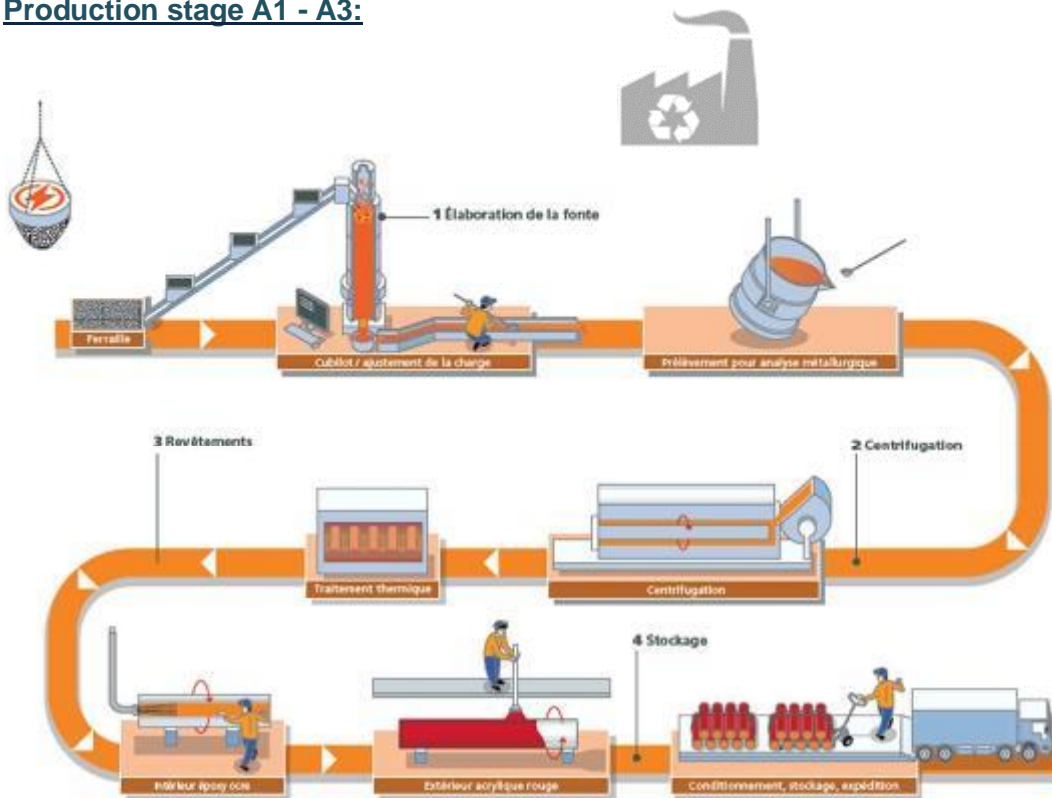 Production stage A1 - A3:
1 Élaboration de la fonte
Ferraille
Cubilot / ajustement de la charge
Prélèvement pour analyse métallurgique
3 Revêtements
2 Centrifugation
Traitement thermique
Centrifugation
4 Stockage
Intérieur époxy ocre
Extérieur acrylique rouge
Conditionnement, stockage, expédition